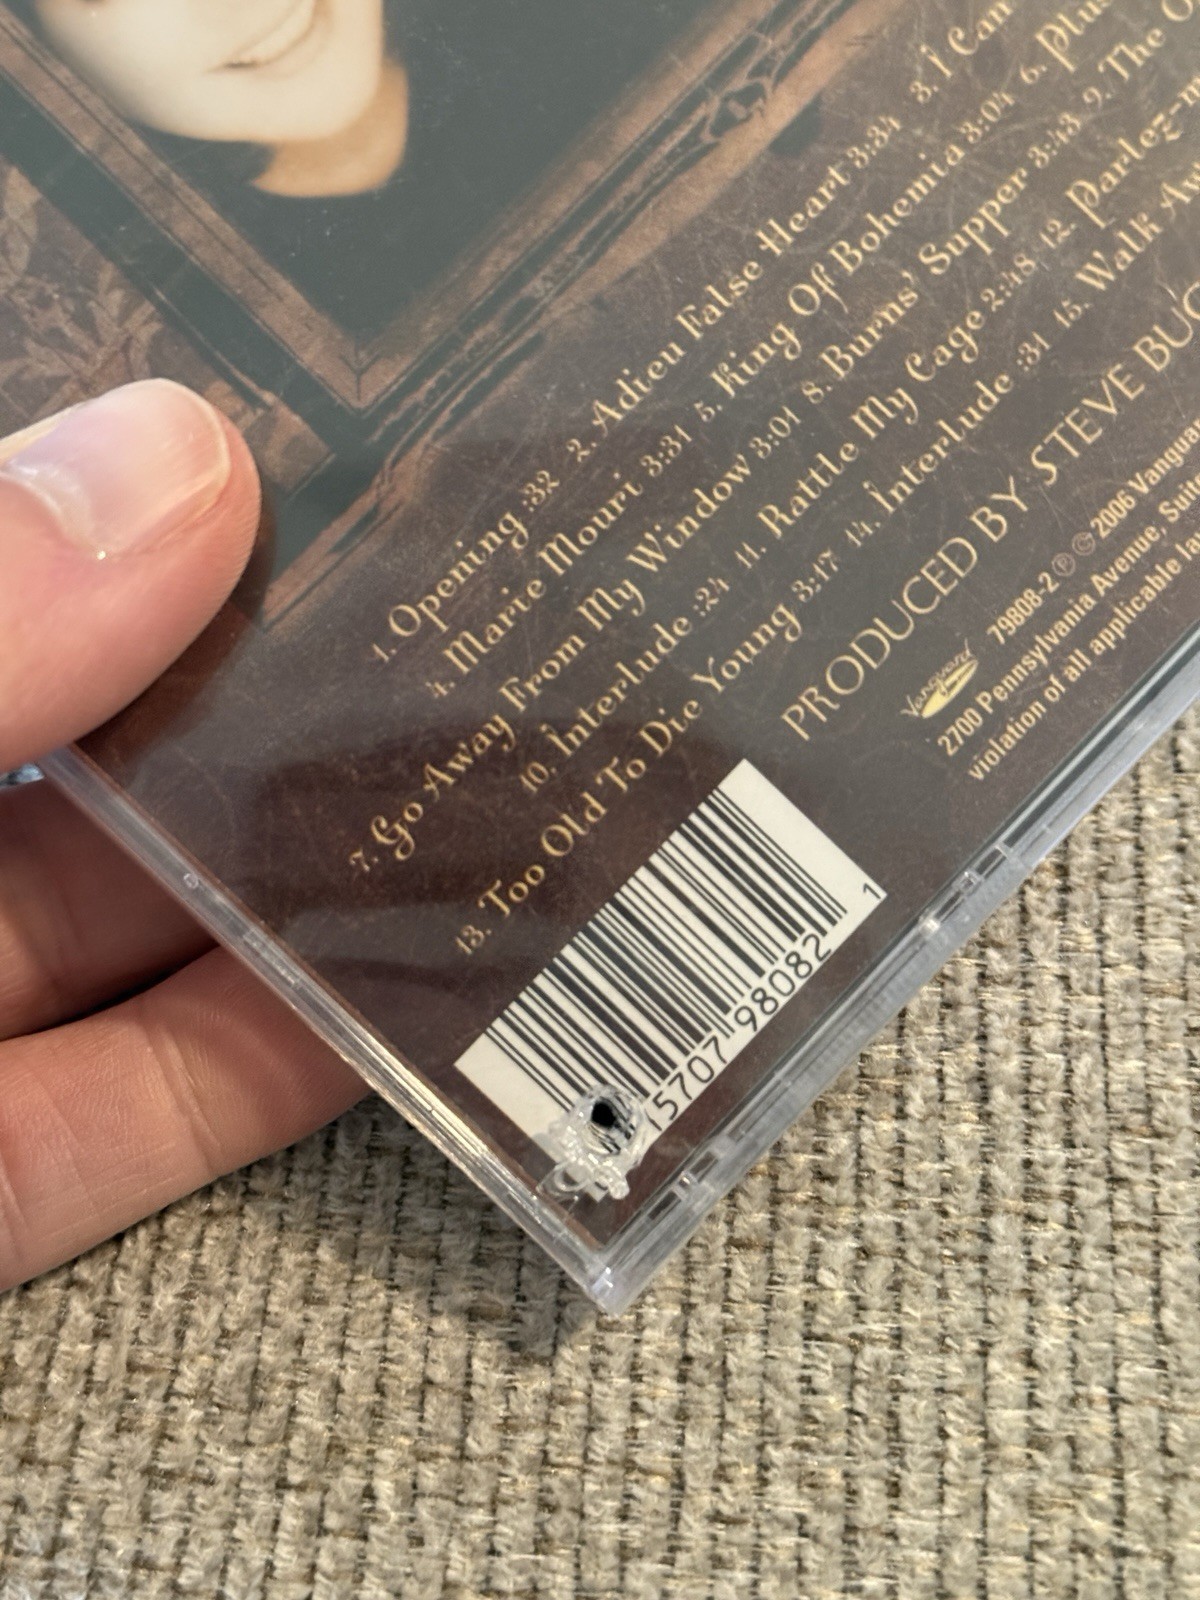 1. Opening :32 2. Adieu False Heart 3:34 3. I Can
4. Marie Mouri 3:31 5. King Of Bohemia 3:04 6. Plus
7. Go Away From My Window 3:01 8. Burns' Supper 3:43 9. The
10. Interlude :24 11. Rattle My Cage 2:48 12. Parlez-
13. Too Old To Die Young 3:17 14. Interlude :31 15. Walk
PRODUCED BY STEVE
Vanguard 79808-2 ℗ © 2006
2700 Pennsylvania Avenue,
violation of all applicable
15707 98082 1